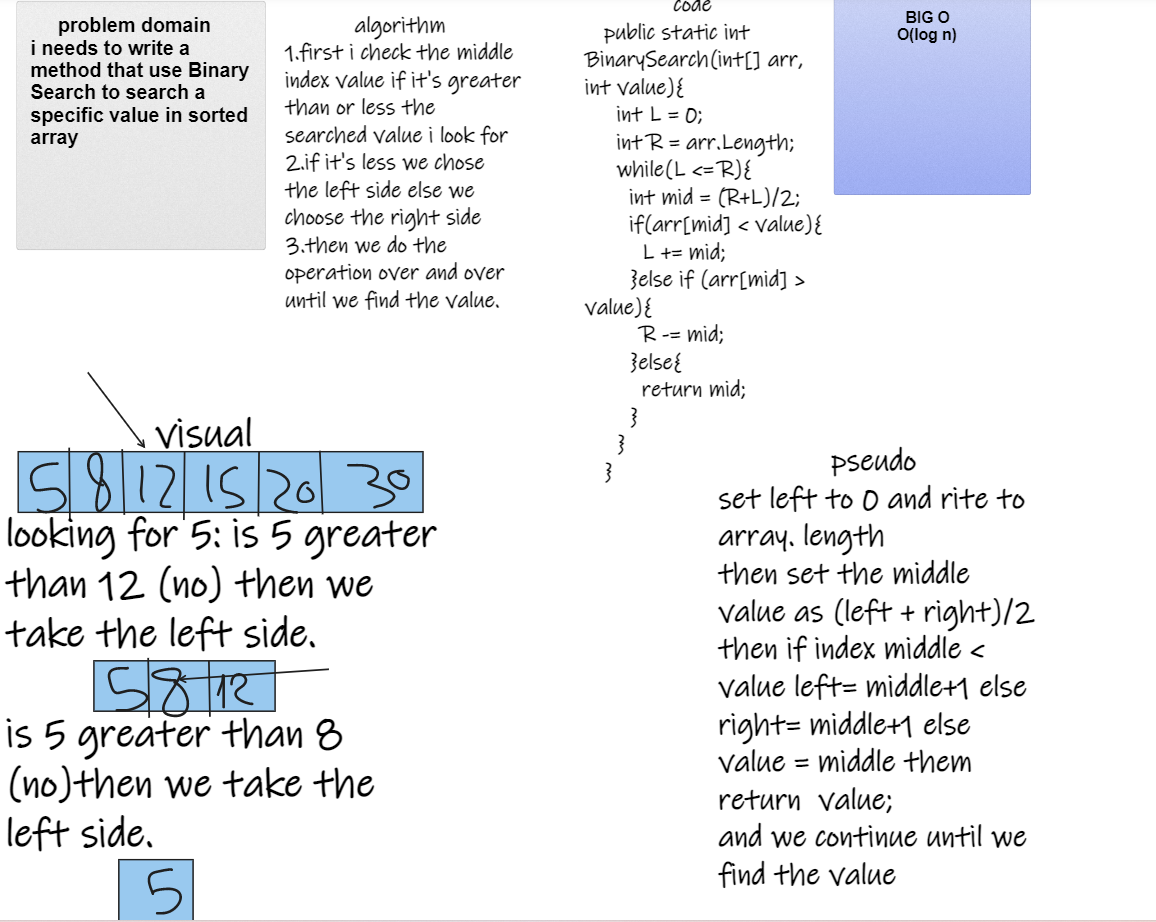 problem domain
i needs to write a
method that use Binary
Search to search a
specific value in sorted
array
algorithm
1.first i check the middle
index value if it's greater
than or less the
searched value i look for
2.if it's less we chose
the left side else we
choose the right side
3.then we do the
operation over and over
until we find the value.
code
public static int
BinarySearch(int[] arr,
int value){
int L = 0;
int R = arr.Length;
while(L <=R){
int mid = (R+L)/2;
if(arr[mid] < value){
L += mid;
}else if (arr[mid] >
value){
R -= mid;
}else{
return mid;
}
}
}
BIG O
O(log n)
visual
5 8 12 15 20 30
looking for 5: is 5 greater
than 12 (no) then we
take the left side.
5 8 12
is 5 greater than 8
(no)then we take the
left side.
5
pseudo
set left to 0 and rite to
array. length
then set the middle
value as (left + right)/2
then if index middle <
value left= middle+1 else
right= middle+1 else
value = middle them
return value;
and we continue until we
find the value